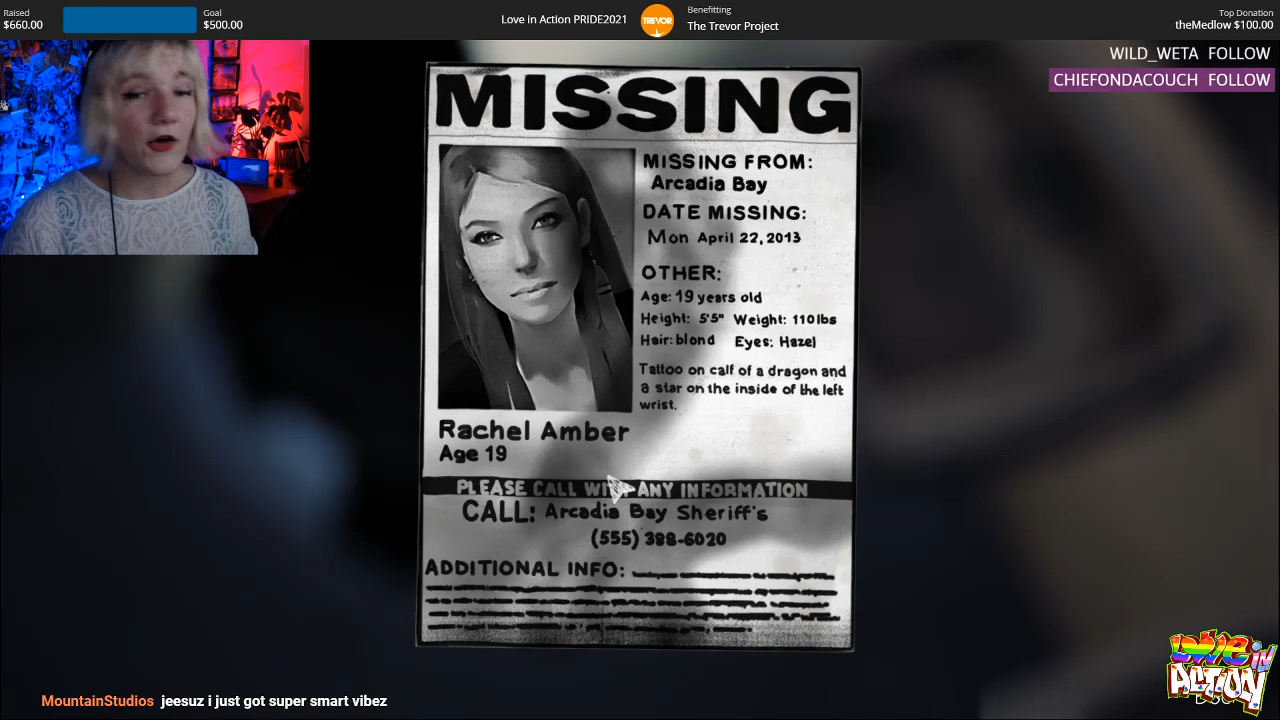 Raised
$660.00
Goal
$500.00
Love in Action PRIDE2021
TREVOR
Benefitting
The Trevor Project
Top Donation
theMedlow $100.00
WILD_WETA FOLLOW
CHIEFONDACOUCH FOLLOW
MISSING
MISSING FROM:
Arcadia Bay
DATE MISSING:
Mon April 22, 2013
OTHER:
Age: 19 years old
Height: 5'5" Weight: 110 lbs
Hair: blond Eyes: Hazel
Tattoo on calf of a dragon and
a star on the inside of the left
wrist.
Rachel Amber
Age 19
PLEASE CALL WITH ANY INFORMATION
CALL: Arcadia Bay Sheriff's
(555) 388-6020
ADDITIONAL INFO:
LOVE in
ACTION
MountainStudios jeesuz i just got super smart vibez